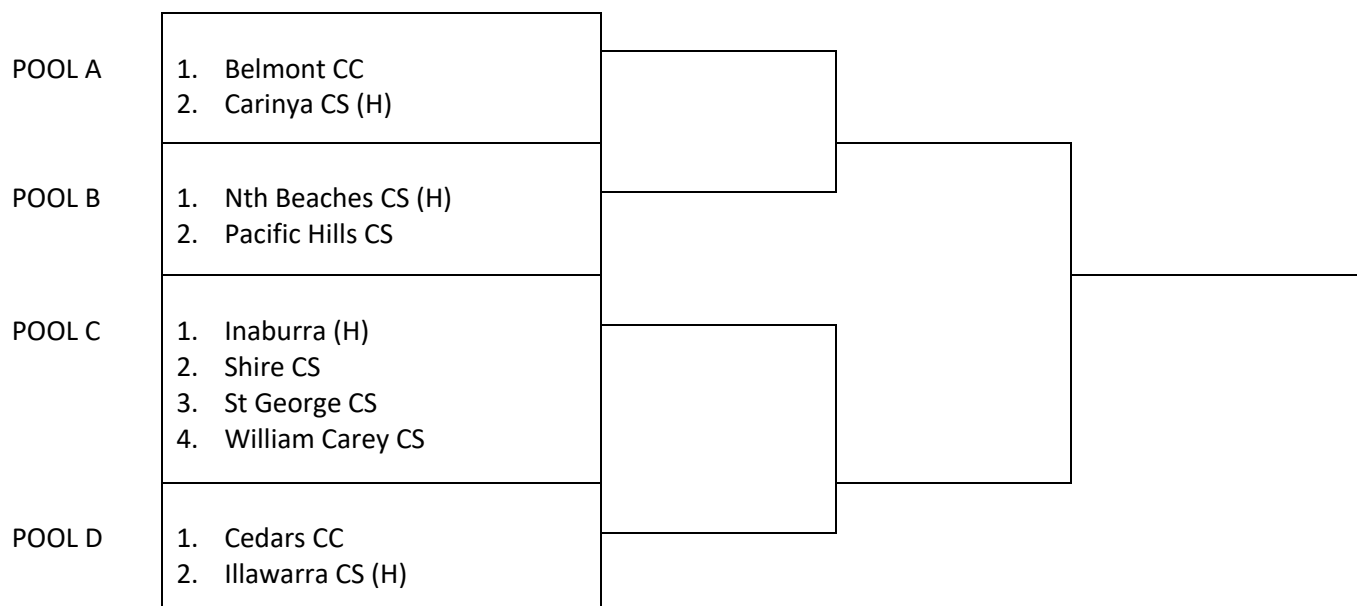 POOL A
1. Belmont CC
2. Carinya CS (H)
POOL B
1. Nth Beaches CS (H)
2. Pacific Hills CS
POOL C
1. Inaburra (H)
2. Shire CS
3. St George CS
4. William Carey CS
POOL D
1. Cedars CC
2. Illawarra CS (H)